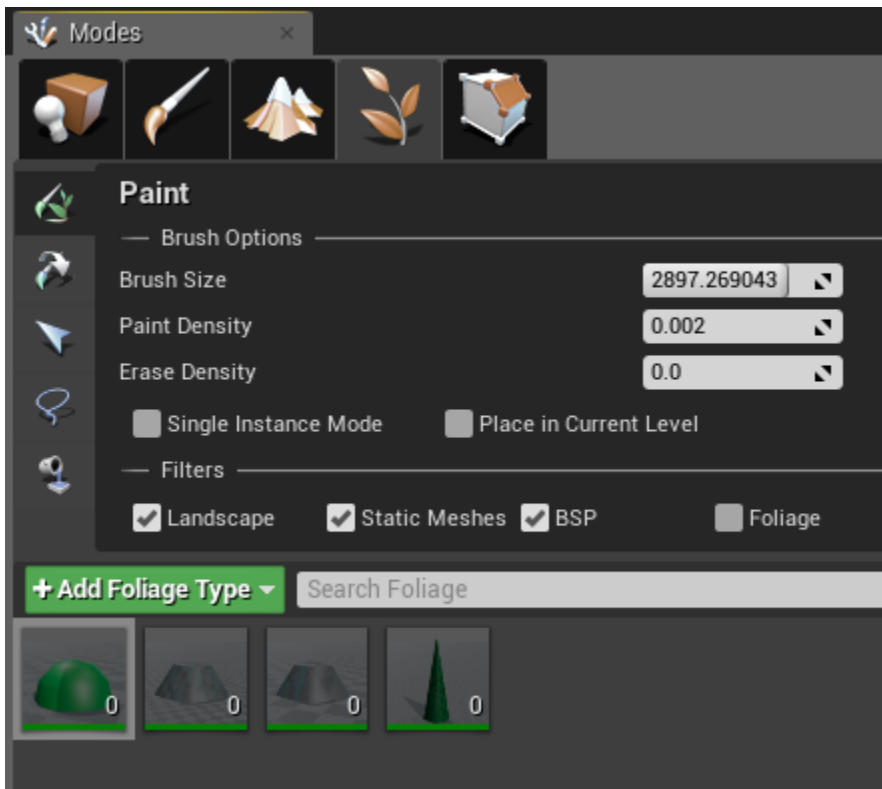 Modes
Paint
Brush Options
Brush Size 2897.269043
Paint Density 0.002
Erase Density 0.0
Single Instance Mode Place in Current Level
Filters
Landscape Static Meshes BSP Foliage
+ Add Foliage Type Search Foliage
0 0 0 0